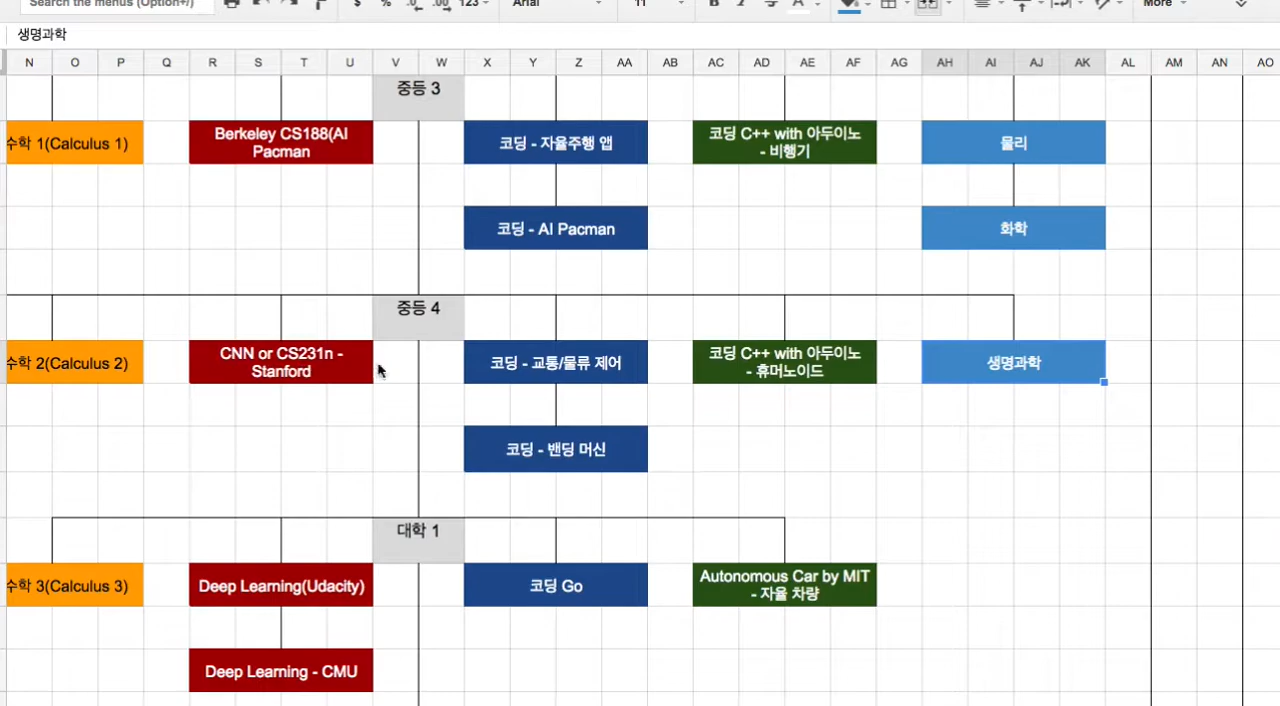 Search the menus (Option+/)
$ % .0 .00 123 Arial 11 B S A More
생명과학
N O P Q R S T U V W X Y Z AA AB AC AD AE AF AG AH AI AJ AK AL AM AN AO
중등 3
수학 1(Calculus 1)
Berkeley CS188(AI
Pacman
코딩 - 자율주행 앱
코딩 C++ with 아두이노
- 비행기
물리
코딩 - AI Pacman
화학
중등 4
수학 2(Calculus 2)
CNN or CS231n -
Stanford
코딩 - 교통/물류 제어
코딩 C++ with 아두이노
- 휴머노이드
생명과학
코딩 - 밴딩 머신
대학 1
수학 3(Calculus 3)
Deep Learning(Udacity)
코딩 Go
Autonomous Car by MIT
- 자율 차량
Deep Learning - CMU